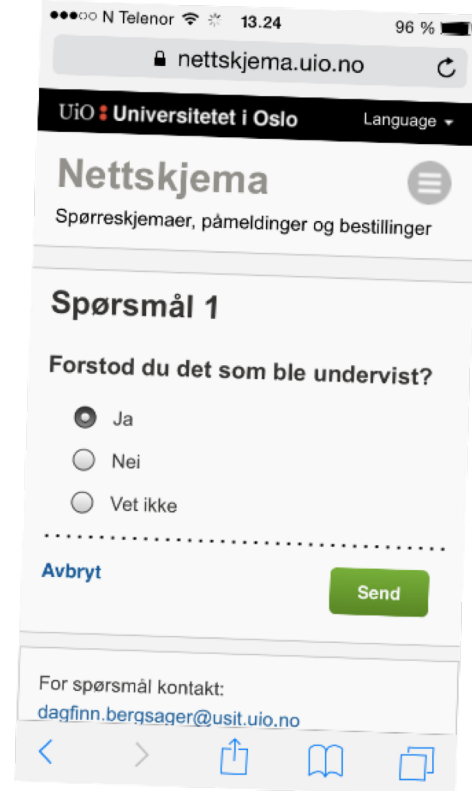 N Telenor 13.24 96 %
nettskjema.uio.no
UiO Universitetet i Oslo Language
Nettskjema
Spørreskjemaer, påmeldinger og bestillinger
Spørsmål 1
Forstod du det som ble undervist?
Ja
Nei
Vet ikke
Avbryt Send
For spørsmål kontakt:
dagfinn.bergsager@usit.uio.no